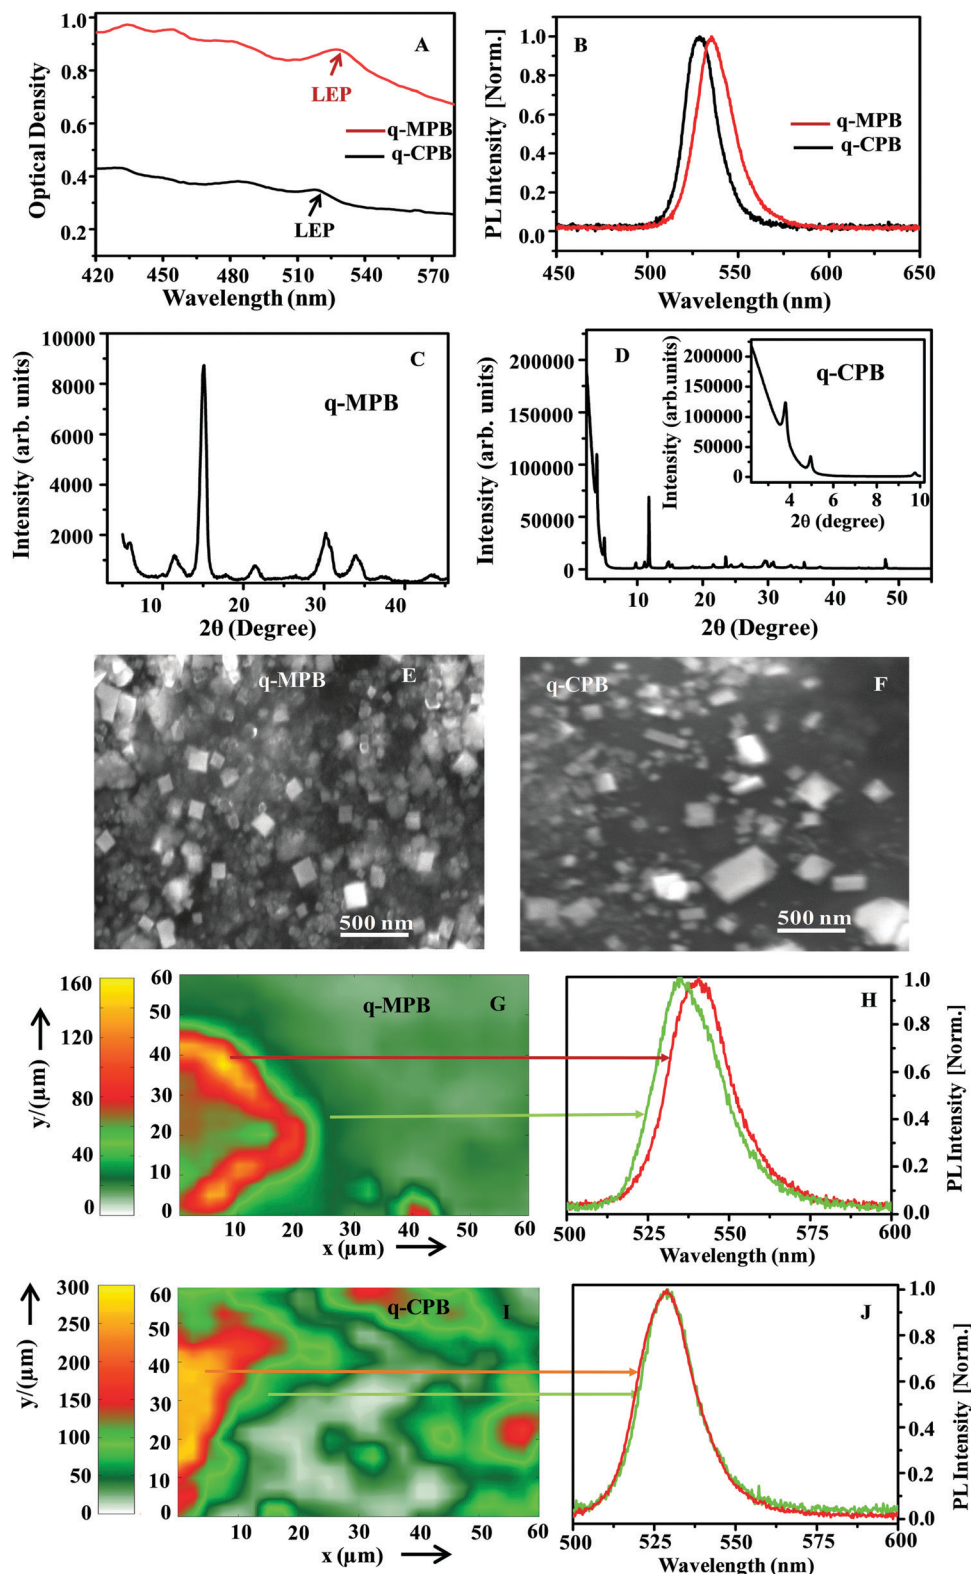 A
LEP
q-MPB
q-CPB
LEP
Optical Density
1.0
0.8
0.6
0.4
0.2
420 450 480 510 540 570
Wavelength (nm)
B
q-MPB
q-CPB
PL Intensity [Norm.]
1.0
0.8
0.6
0.4
0.2
0.0
450 500 550 600 650
Wavelength (nm)
C
q-MPB
Intensity (arb. units)
10000
8000
6000
4000
2000
10 20 30 40
2θ (Degree)
D
Intensity (arb. units)
200000
150000
100000
50000
0
10 20 30 40 50
2θ (Degree)
q-CPB
Intensity (arb.units)
200000
150000
100000
50000
0
4 6 8 10
2θ (degree)
q-MPB
E
500 nm
q-CPB
F
500 nm
y/(µm)
160
120
80
40
0
60
50
40
30
20
10
0
q-MPB
G
10 20 30 40 50 60
x (µm)
H
1.0
0.8
0.6
0.4
0.2
0.0
PL Intensity [Norm.]
500 525 550 575 600
Wavelength (nm)
y/(µm)
300
250
200
150
100
50
0
60
50
40
30
20
10
0
q-CPB
I
10 20 30 40 50 60
x (µm)
J
1.0
0.8
0.6
0.4
0.2
0.0
PL Intensity [Norm.]
500 525 550 575 600
Wavelength (nm)